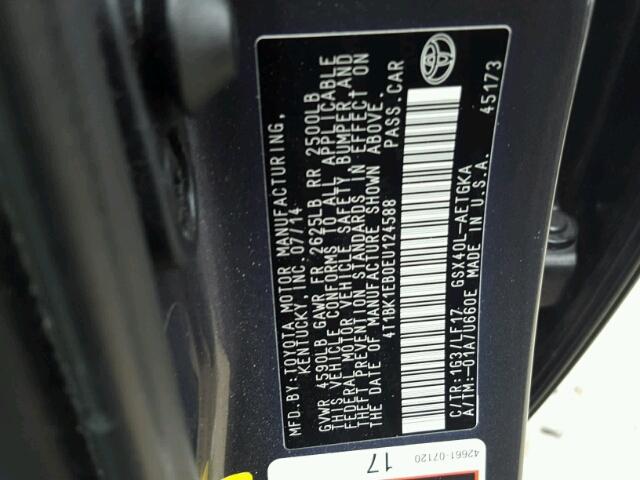 MFD. BY: TOYOTA MOTOR MANUFACTURING,
KENTUCKY, INC. 07/14
GVWR 4590LB GAWR FR 2625LB RR 2500LB
THIS VEHICLE CONFORMS TO ALL APPLICABLE
FEDERAL MOTOR VEHICLE SAFETY, BUMPER, AND
THEFT PREVENTION STANDARDS IN EFFECT ON
THE DATE OF MANUFACTURE SHOWN ABOVE.
4T1BK1EB0EU124588 PASS.CAR
C/TR:1G3/LF17 GSX40L-AETGKA
A/TM:-01A/U660E MADE IN U.S.A.
45173
42661-07120
17